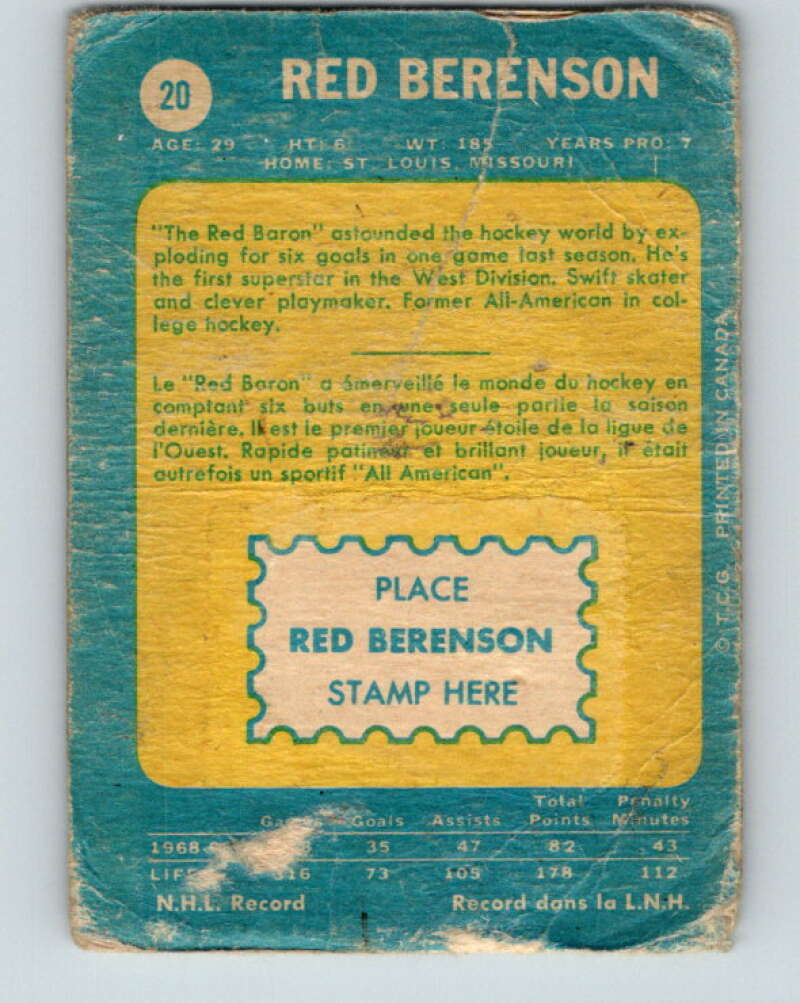 20
RED BERENSON
AGE: 29 HT: 6 WT: 185 YEARS PRO: 7
HOME: ST. LOUIS, MISSOURI
"The Red Baron" astounded the hockey world by ex-
ploding for six goals in one game last season. He's
the first superstar in the West Division. Swift skater
and clever playmaker. Former All-American in col-
lege hockey.
Le "Red Baron" a émerveillé le monde du hockey en
comptant six buts en une seule partie la saison
dernière. Il est le premier joueur étoile de la ligue de
l'Ouest. Rapide patineur et brillant joueur, il était
autrefois un sportif "All American".
PLACE
RED BERENSON
STAMP HERE
© T.C.G. PRINTED IN CANADA
Total Penalty
Games Goals Assists Points Minutes
1968- 35 47 82 43
73 105 178 112
N.H.L. Record Record dans la L.N.H.